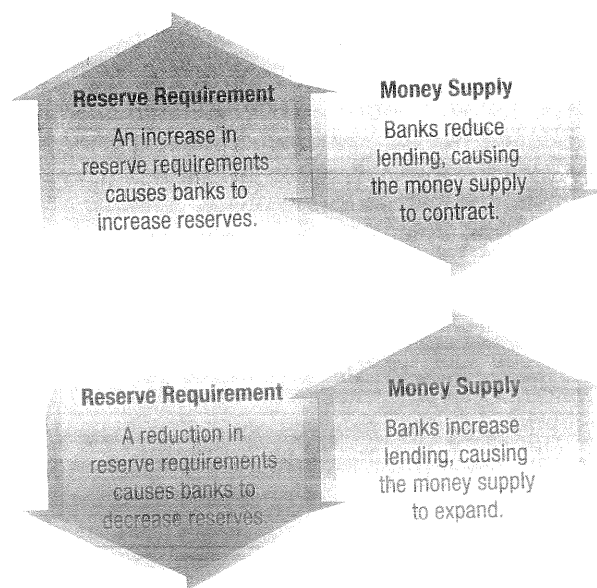 Reserve Requirement
An increase in
reserve requirements
causes banks to
increase reserves.
Money Supply
Banks reduce
lending, causing
the money supply
to contract.
Reserve Requirement
A reduction in
reserve requirements
causes banks to
decrease reserves.
Money Supply
Banks increase
lending, causing
the money supply
to expand.